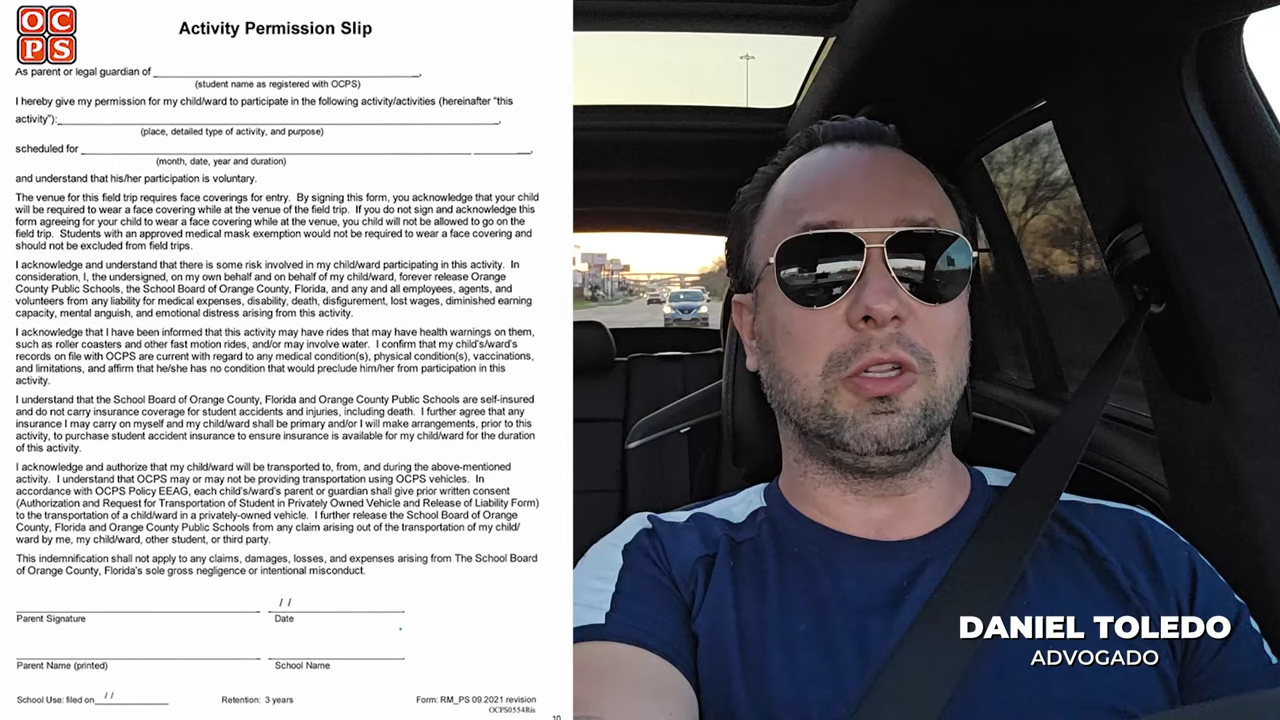 OC
PS
Activity Permission Slip
As parent or legal guardian of ,
(student name as registered with OCPS)
I hereby give my permission for my child/ward to participate in the following activity/activities (hereinafter "this
activity"): ,
(place, detailed type of activity, and purpose)
scheduled for ,
(month, date, year and duration)
and understand that his/her participation is voluntary.
The venue for this field trip requires face coverings for entry. By signing this form, you acknowledge that your child
will be required to wear a face covering while at the venue of the field trip. If you do not sign and acknowledge this
form agreeing for your child to wear a face covering while at the venue, you child will not be allowed to go on the
field trip. Students with an approved medical mask exemption would not be required to wear a face covering and
should not be excluded from field trips.
I acknowledge and understand that there is some risk involved in my child/ward participating in this activity. In
consideration, I, the undersigned, on my own behalf and on behalf of my child/ward, forever release Orange
County Public Schools, the School Board of Orange County, Florida, and any and all employees, agents, and
volunteers from any liability for medical expenses, disability, death, disfigurement, lost wages, diminished earning
capacity, mental anguish, and emotional distress arising from this activity.
I acknowledge that I have been informed that this activity may have rides that may have health warnings on them,
such as roller coasters and other fast motion rides, and/or may involve water. I confirm that my child's/ward's
records on file with OCPS are current with regard to any medical condition(s), physical condition(s), vaccinations,
and limitations, and affirm that he/she has no condition that would preclude him/her from participation in this
activity.
I understand that the School Board of Orange County, Florida and Orange County Public Schools are self-insured
and do not carry insurance coverage for student accidents and injuries, including death. I further agree that any
insurance I may carry on myself and my child/ward shall be primary and/or I will make arrangements, prior to this
activity, to purchase student accident insurance to ensure insurance is available for my child/ward for the duration
of this activity.
I acknowledge and authorize that my child/ward will be transported to, from, and during the above-mentioned
activity. I understand that OCPS may or may not be providing transportation using OCPS vehicles. In
accordance with OCPS Policy EEAG, each child's/ward's parent or guardian shall give prior written consent
(Authorization and Request for Transportation of Student in Privately Owned Vehicle and Release of Liability Form)
to the transportation of a child/ward in a privately-owned vehicle. I further release the School Board of Orange
County, Florida and Orange County Public Schools from any claim arising out of the transportation of my child/
ward by me, my child/ward, other student, or third party.
This indemnification shall not apply to any claims, damages, losses, and expenses arising from The School Board
of Orange County, Florida's sole gross negligence or intentional misconduct.
/ /
Parent Signature Date
Parent Name (printed) School Name
School Use: filed on / / Retention: 3 years Form: RM_PS 09.2021 revision
OCPS0554Ris
10
DANIEL TOLEDO
ADVOGADO